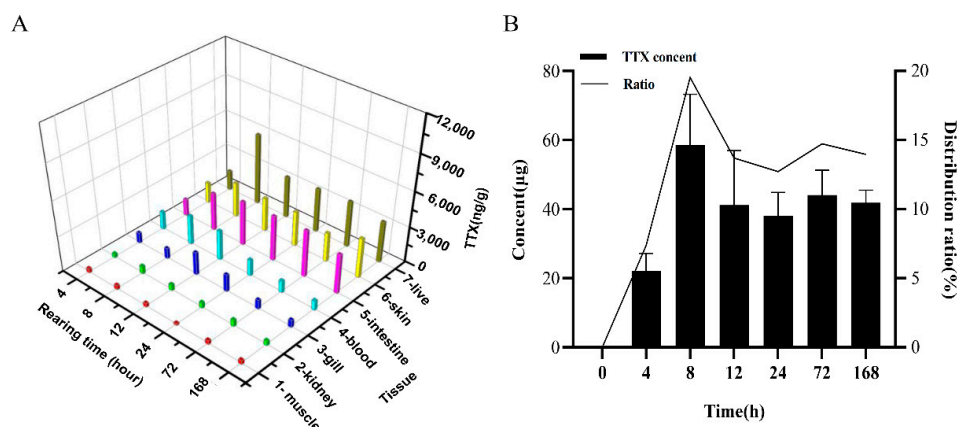 A
12,000
9,000
6,000
3,000
0
TTX(ng/g)
4
8
12
24
72
168
Rearing time (hour)
1- muscle
2-kidney
3-gill
4-blood
5-intestine
6-skin
7-live
Tissue
B
TTX concent
Ratio
80
60
40
20
0
Concent(µg)
20
15
10
5
0
Distribution ratio(%)
0 4 8 12 24 72 168
Time(h)